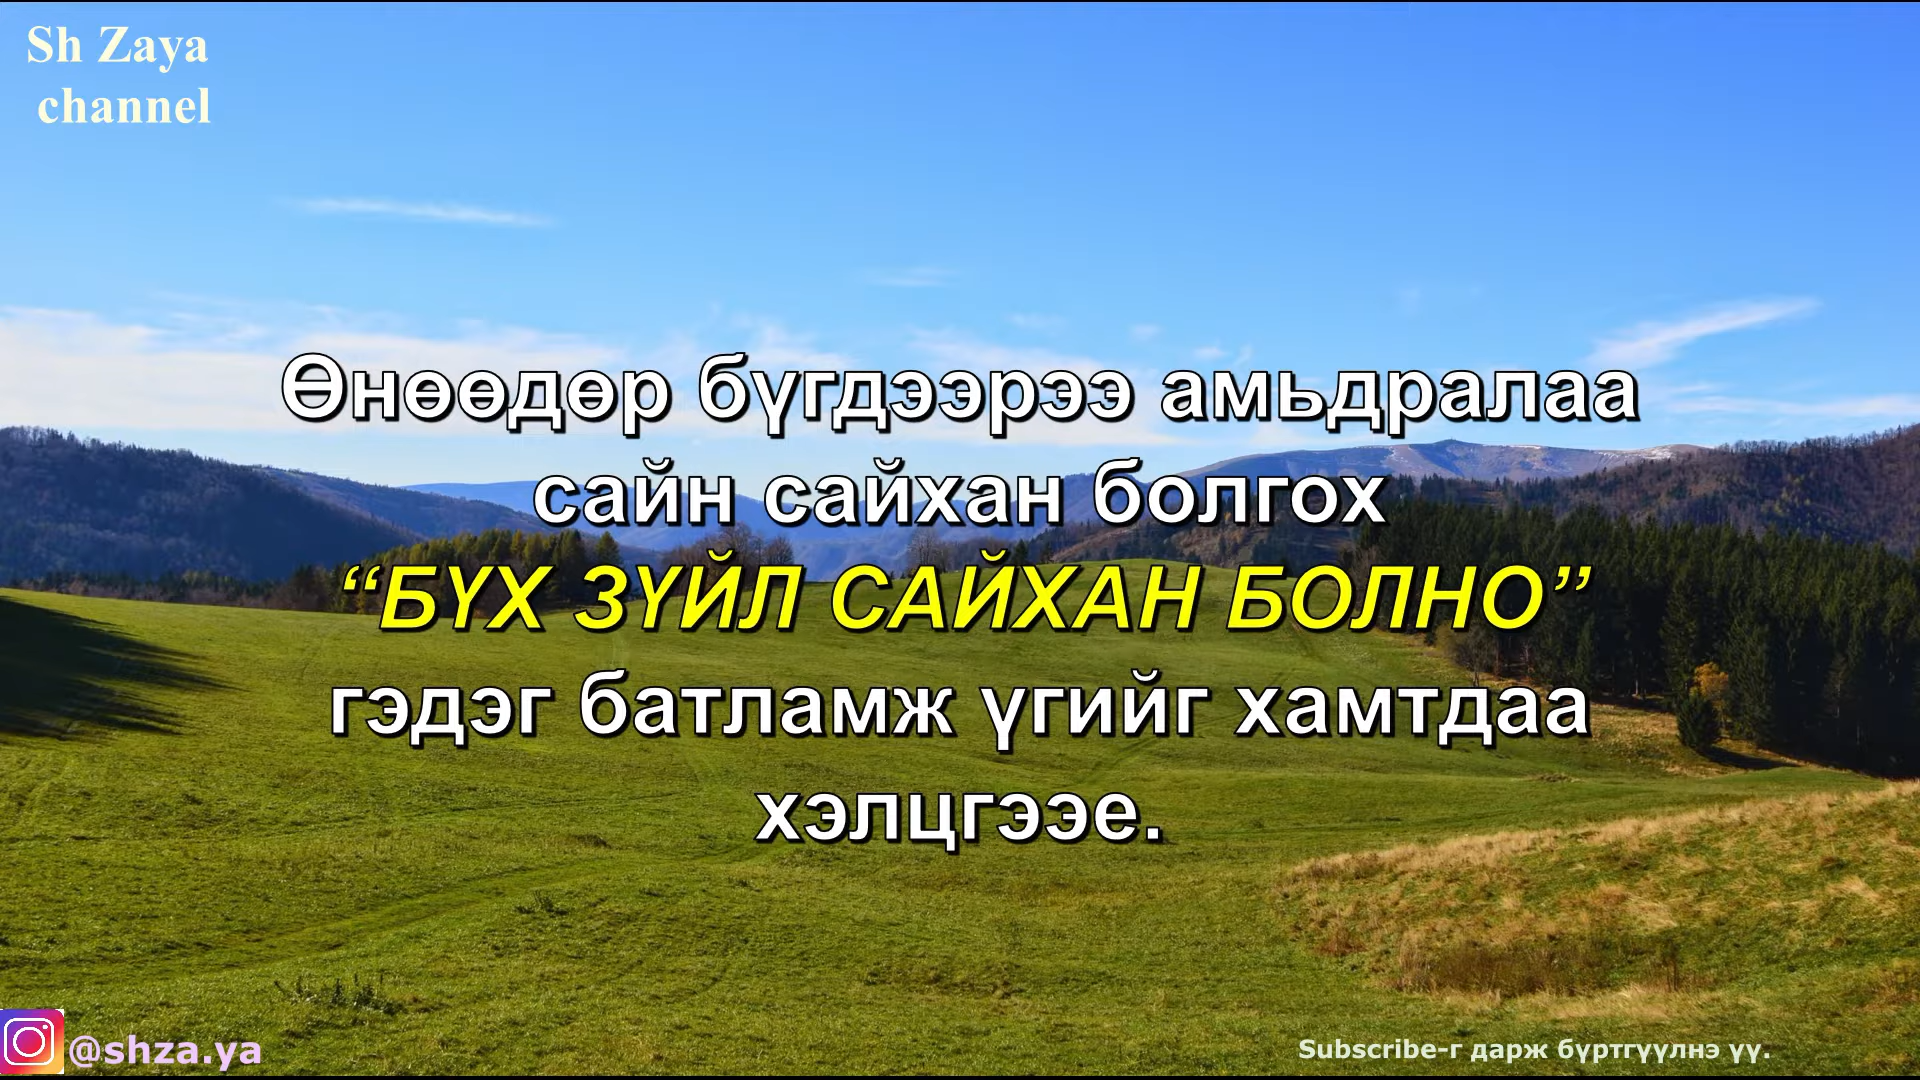 Sh Zaya
channel
Өнөөдөр бүгдээрээ амьдралаа
сайн сайхан болгох
“БҮХ ЗҮЙЛ САЙХАН БОЛНО”
гэдэг батламж үгийг хамтдаа
хэлцгээе.
@shza.ya
Subscribe-г дарж бүртгүүлнэ үү.